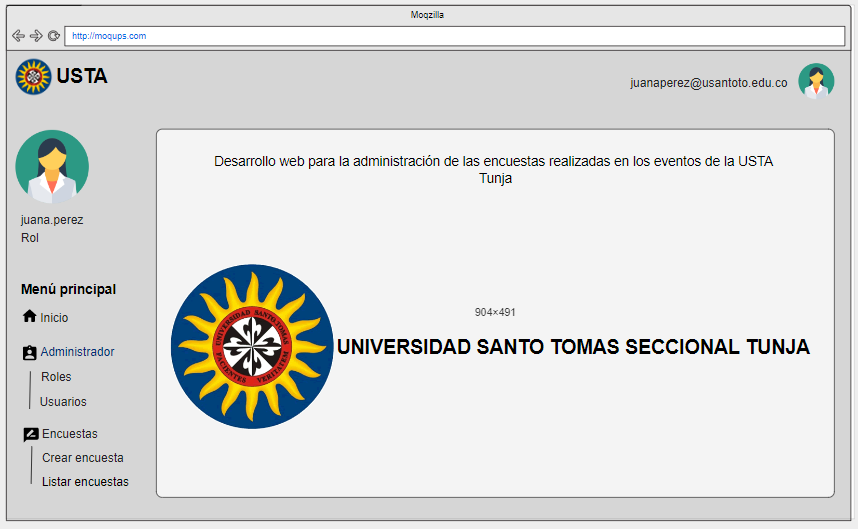 Moqzilla
http://moqups.com
USTA
juanaperez@usantoto.edu.co
juana.perez
Rol
Menú principal
Inicio
Administrador
Roles
Usuarios
Encuestas
Crear encuesta
Listar encuestas
Desarrollo web para la administración de las encuestas realizadas en los eventos de la USTA
Tunja
904×491
UNIVERSIDAD SANTO TOMAS
FACIENTES VERITATEM
UNIVERSIDAD SANTO TOMAS SECCIONAL TUNJA